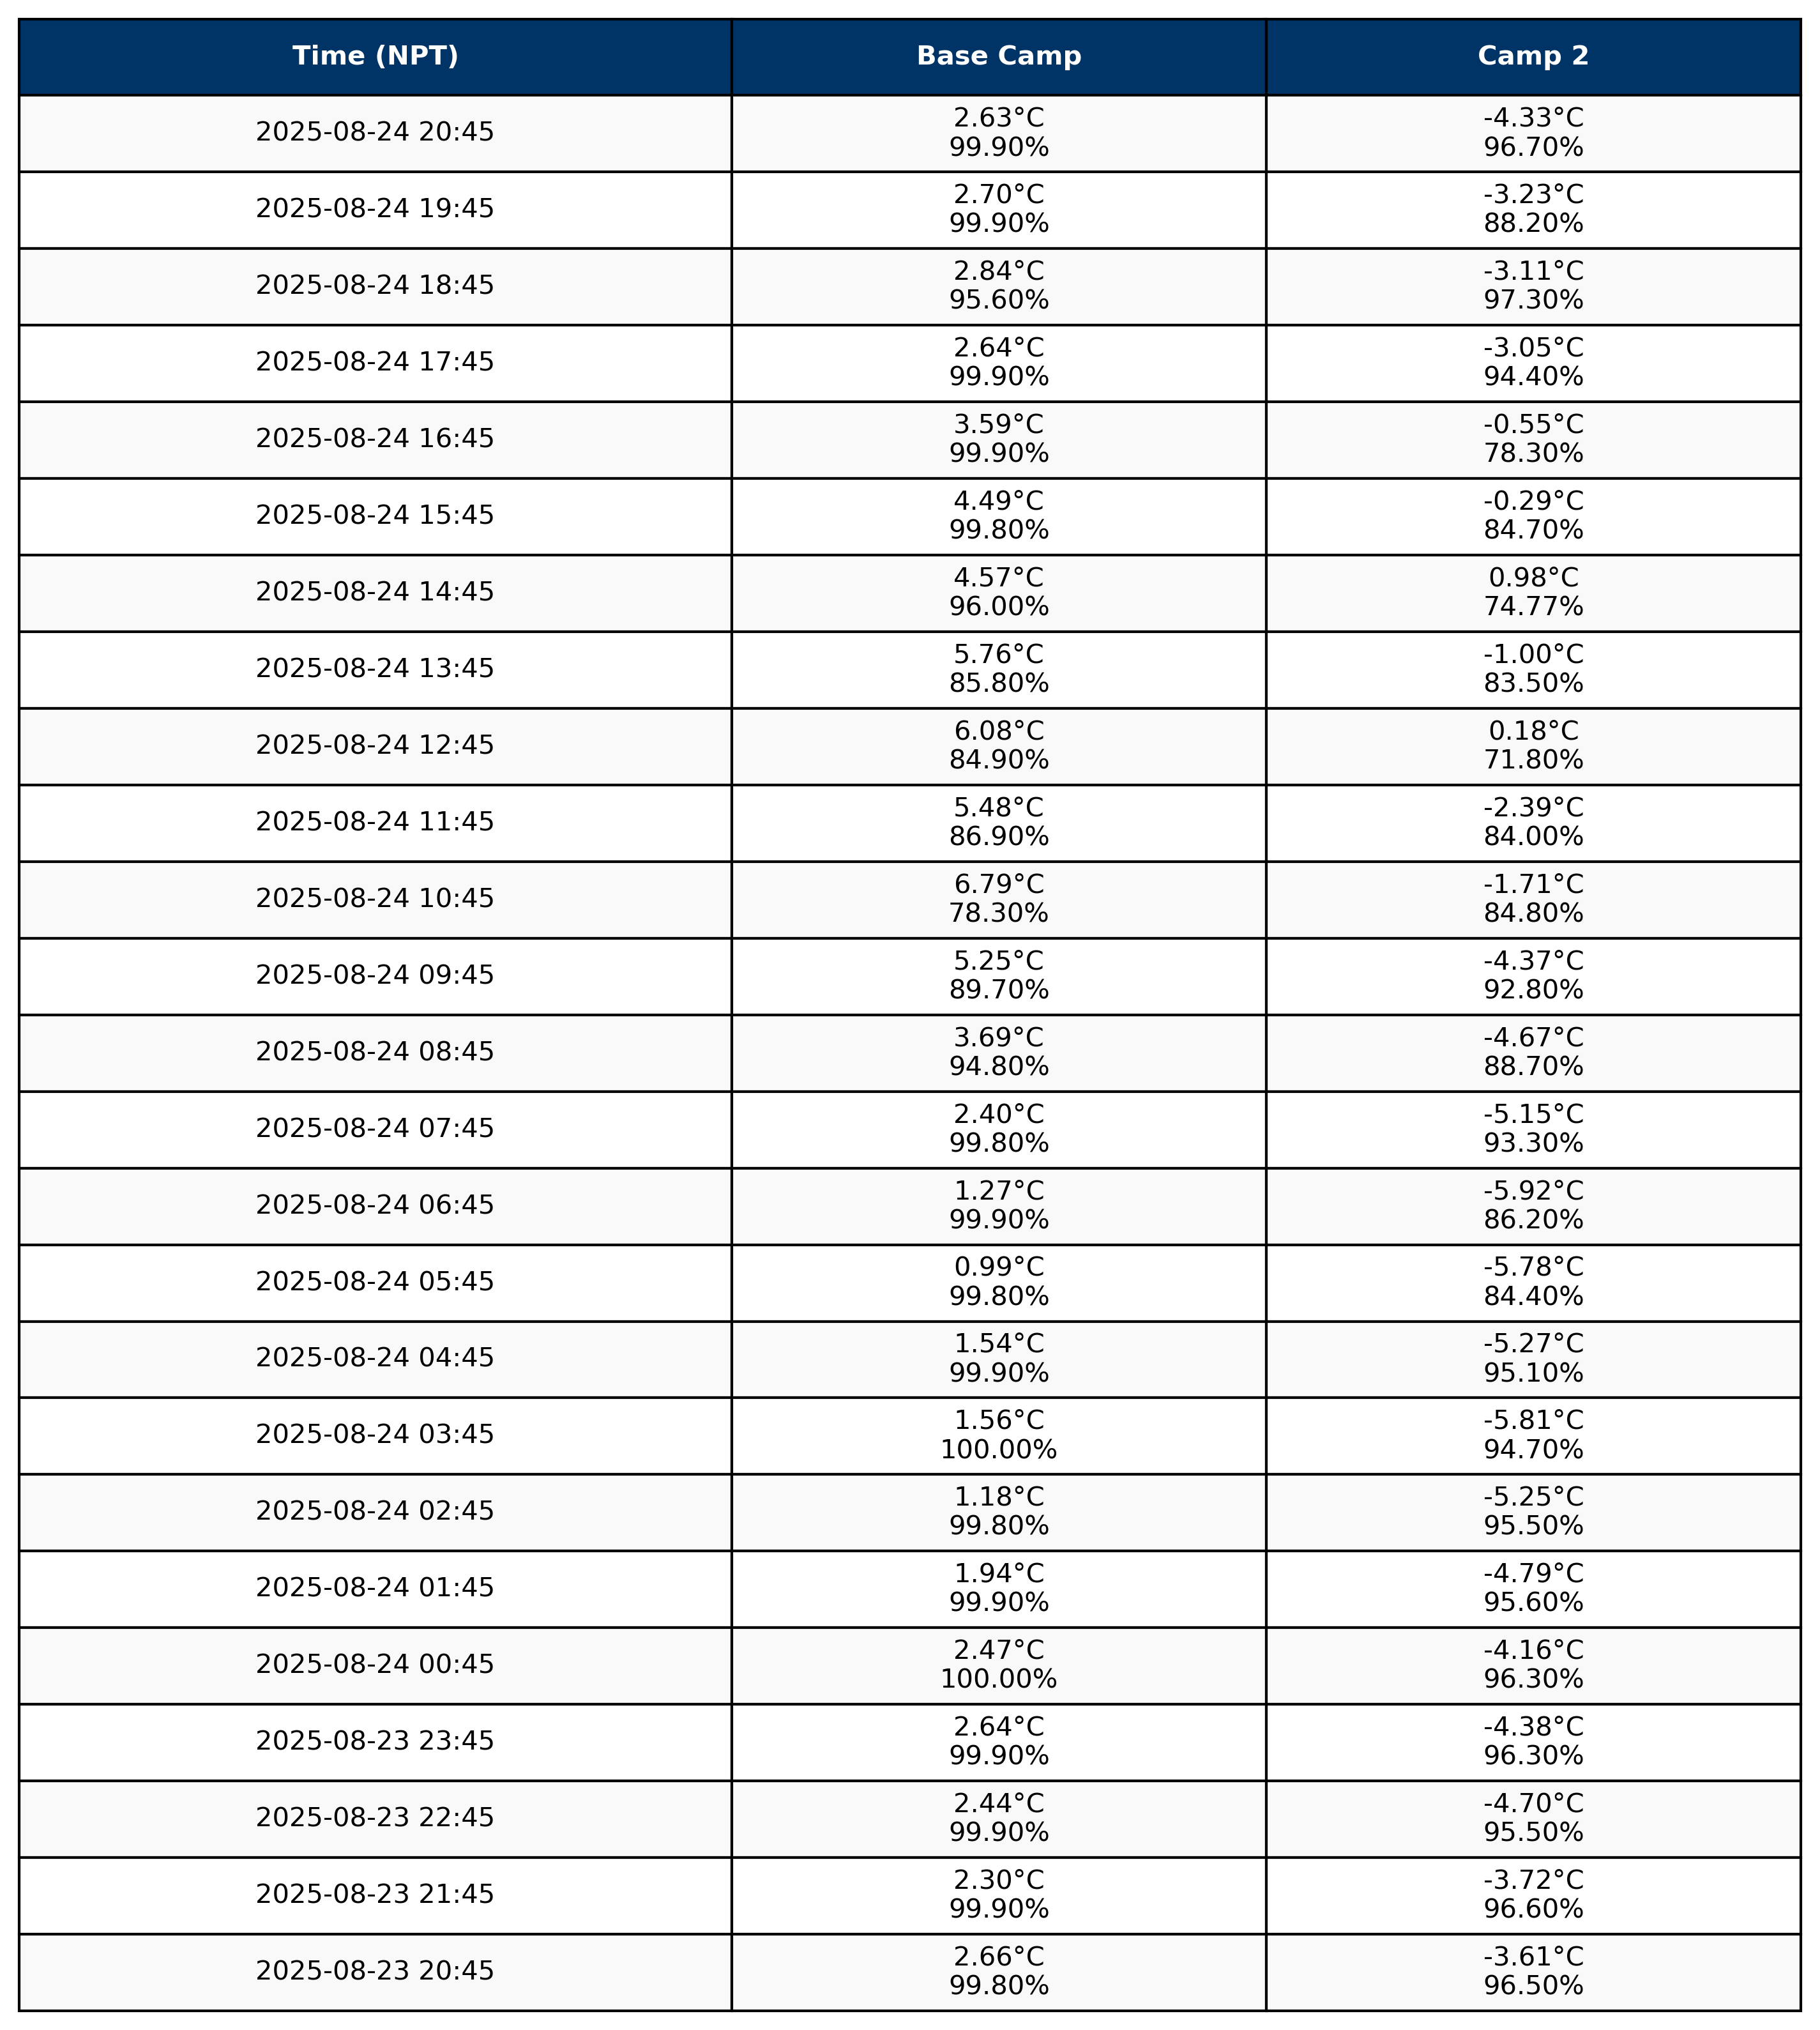 Time (NPT) Base Camp Camp 2
2025-08-24 20:45 2.63°C -4.33°C
99.90% 96.70%
2025-08-24 19:45 2.70°C -3.23°C
99.90% 88.20%
2025-08-24 18:45 2.84°C -3.11°C
95.60% 97.30%
2025-08-24 17:45 2.64°C -3.05°C
99.90% 94.40%
2025-08-24 16:45 3.59°C -0.55°C
99.90% 78.30%
2025-08-24 15:45 4.49°C -0.29°C
99.80% 84.70%
2025-08-24 14:45 4.57°C 0.98°C
96.00% 74.77%
2025-08-24 13:45 5.76°C -1.00°C
85.80% 83.50%
2025-08-24 12:45 6.08°C 0.18°C
84.90% 71.80%
2025-08-24 11:45 5.48°C -2.39°C
86.90% 84.00%
2025-08-24 10:45 6.79°C -1.71°C
78.30% 84.80%
2025-08-24 09:45 5.25°C -4.37°C
89.70% 92.80%
2025-08-24 08:45 3.69°C -4.67°C
94.80% 88.70%
2025-08-24 07:45 2.40°C -5.15°C
99.80% 93.30%
2025-08-24 06:45 1.27°C -5.92°C
99.90% 86.20%
2025-08-24 05:45 0.99°C -5.78°C
99.80% 84.40%
2025-08-24 04:45 1.54°C -5.27°C
99.90% 95.10%
2025-08-24 03:45 1.56°C -5.81°C
100.00% 94.70%
2025-08-24 02:45 1.18°C -5.25°C
99.80% 95.50%
2025-08-24 01:45 1.94°C -4.79°C
99.90% 95.60%
2025-08-24 00:45 2.47°C -4.16°C
100.00% 96.30%
2025-08-23 23:45 2.64°C -4.38°C
99.90% 96.30%
2025-08-23 22:45 2.44°C -4.70°C
99.90% 95.50%
2025-08-23 21:45 2.30°C -3.72°C
99.90% 96.60%
2025-08-23 20:45 2.66°C -3.61°C
99.80% 96.50%